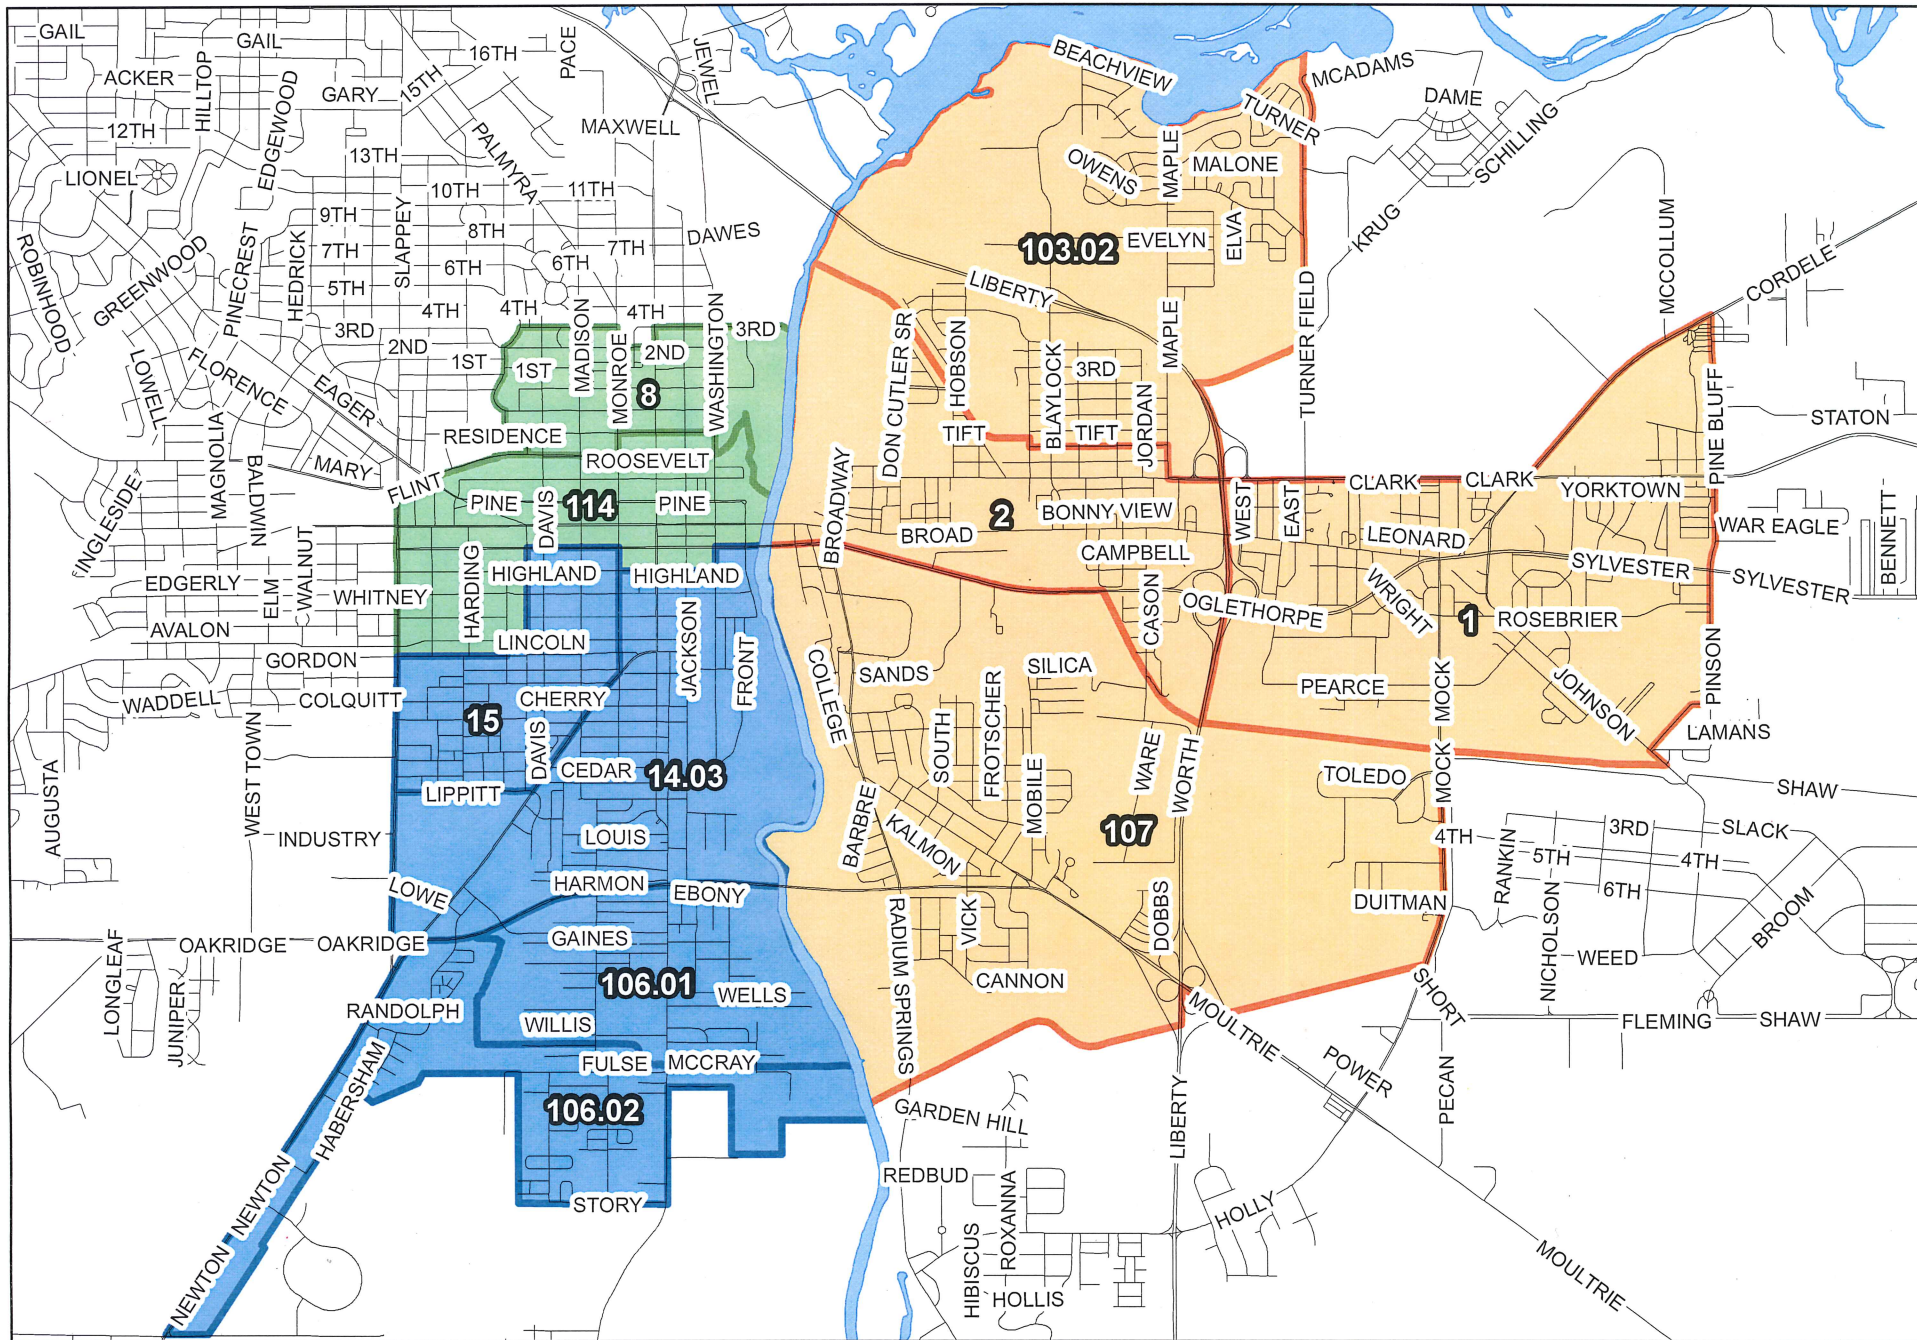 GAIL
GAIL
ACKER
HILLTOP
EDGEWOOD
GARY
15TH
16TH
PACE
JEWEL
MAXWELL
12TH
13TH
PALMYRA
LIONEL
10TH
11TH
9TH
8TH
7TH
7TH
DAWES
ROBINHOOD
GREENWOOD
PINECREST
HEDRICK
SLAPPEY
6TH
6TH
5TH
4TH
4TH
4TH
3RD
3RD
2ND
2ND
1ST
1ST
MADISON
MONROE
WASHINGTON
8
LOWELL
FLORENCE
EAGER
MAGNOLIA
BALDWIN
MARY
RESIDENCE
ROOSEVELT
FLINT
PINE
DAVIS
114
PINE
INGLESIDE
EDGERLY
ELM
WALNUT
WHITNEY
HARDING
HIGHLAND
HIGHLAND
AVALON
LINCOLN
GORDON
WADDELL
COLQUITT
CHERRY
JACKSON
FRONT
15
DAVIS
CEDAR
14.03
WEST TOWN
LIPPITT
AUGUSTA
INDUSTRY
LOUIS
LOWE
HARMON
EBONY
LONGLEAF
OAKRIDGE
OAKRIDGE
GAINES
JUNIPER
RANDOLPH
106.01
WELLS
WILLIS
FULSE
MCCRAY
HABERSHAM
106.02
NEWTON
NEWTON
STORY
BEACHVIEW
MCADAMS
TURNER
DAME
SCHILLING
OWENS
MAPLE
MALONE
ELVA
EVELYN
103.02
KRUG
MCCOLLUM
CORDELE
LIBERTY
MAPLE
TURNER FIELD
DON CUTLER SR
HOBSON
BLAYLOCK
3RD
JORDAN
TIFT
TIFT
PINE BLUFF
STATON
BROADWAY
2
BONNY VIEW
BROAD
CAMPBELL
WEST
EAST
CLARK
CLARK
YORKTOWN
WAR EAGLE
BENNETT
LEONARD
SYLVESTER
SYLVESTER
WRIGHT
OGLETHORPE
CASON
1
ROSEBRIER
COLLEGE
SANDS
SILICA
FROTSCHER
SOUTH
PEARCE
MOCK
MOCK
JOHNSON
PINSON
LAMANS
MOBILE
WARE
WORTH
TOLEDO
SHAW
BARBRE
KALMON
107
4TH
RANKIN
3RD
SLACK
5TH
4TH
6TH
NICHOLSON
BROOM
DUITMAN
RADIUM SPRINGS
VICK
DOBBS
CANNON
WEED
SHORT
FLEMING
SHAW
MOULTRIE
POWER
PECAN
GARDEN HILL
LIBERTY
REDBUD
ROXANNA
HIBISCUS
HOLLIS
HOLLY
MOULTRIE